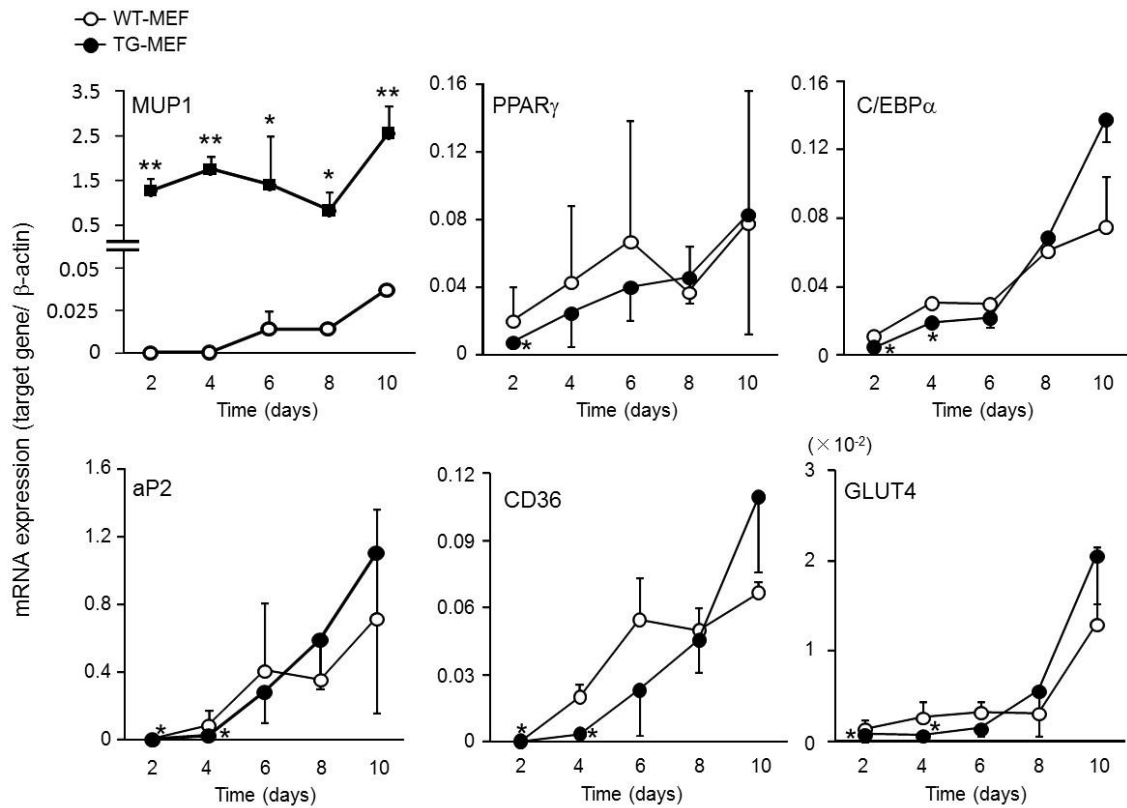 WT-MEF
TG-MEF
mRNA expression (target gene/ β-actin)
MUP1
3.5
2.5
1.5
0.5
0.05
0.025
0
** ** * * **
2 4 6 8 10
Time (days)
PPARγ
0.16
0.12
0.08
0.04
0
*
2 4 6 8 10
Time (days)
C/EBPα
0.16
0.12
0.08
0.04
0
* *
2 4 6 8 10
Time (days)
aP2
1.6
1.2
0.8
0.4
0
* *
2 4 6 8 10
Time (days)
CD36
0.12
0.09
0.06
0.03
0
* *
2 4 6 8 10
Time (days)
(×10-2)
GLUT4
3
2
1
0
* *
2 4 6 8 10
Time (days)